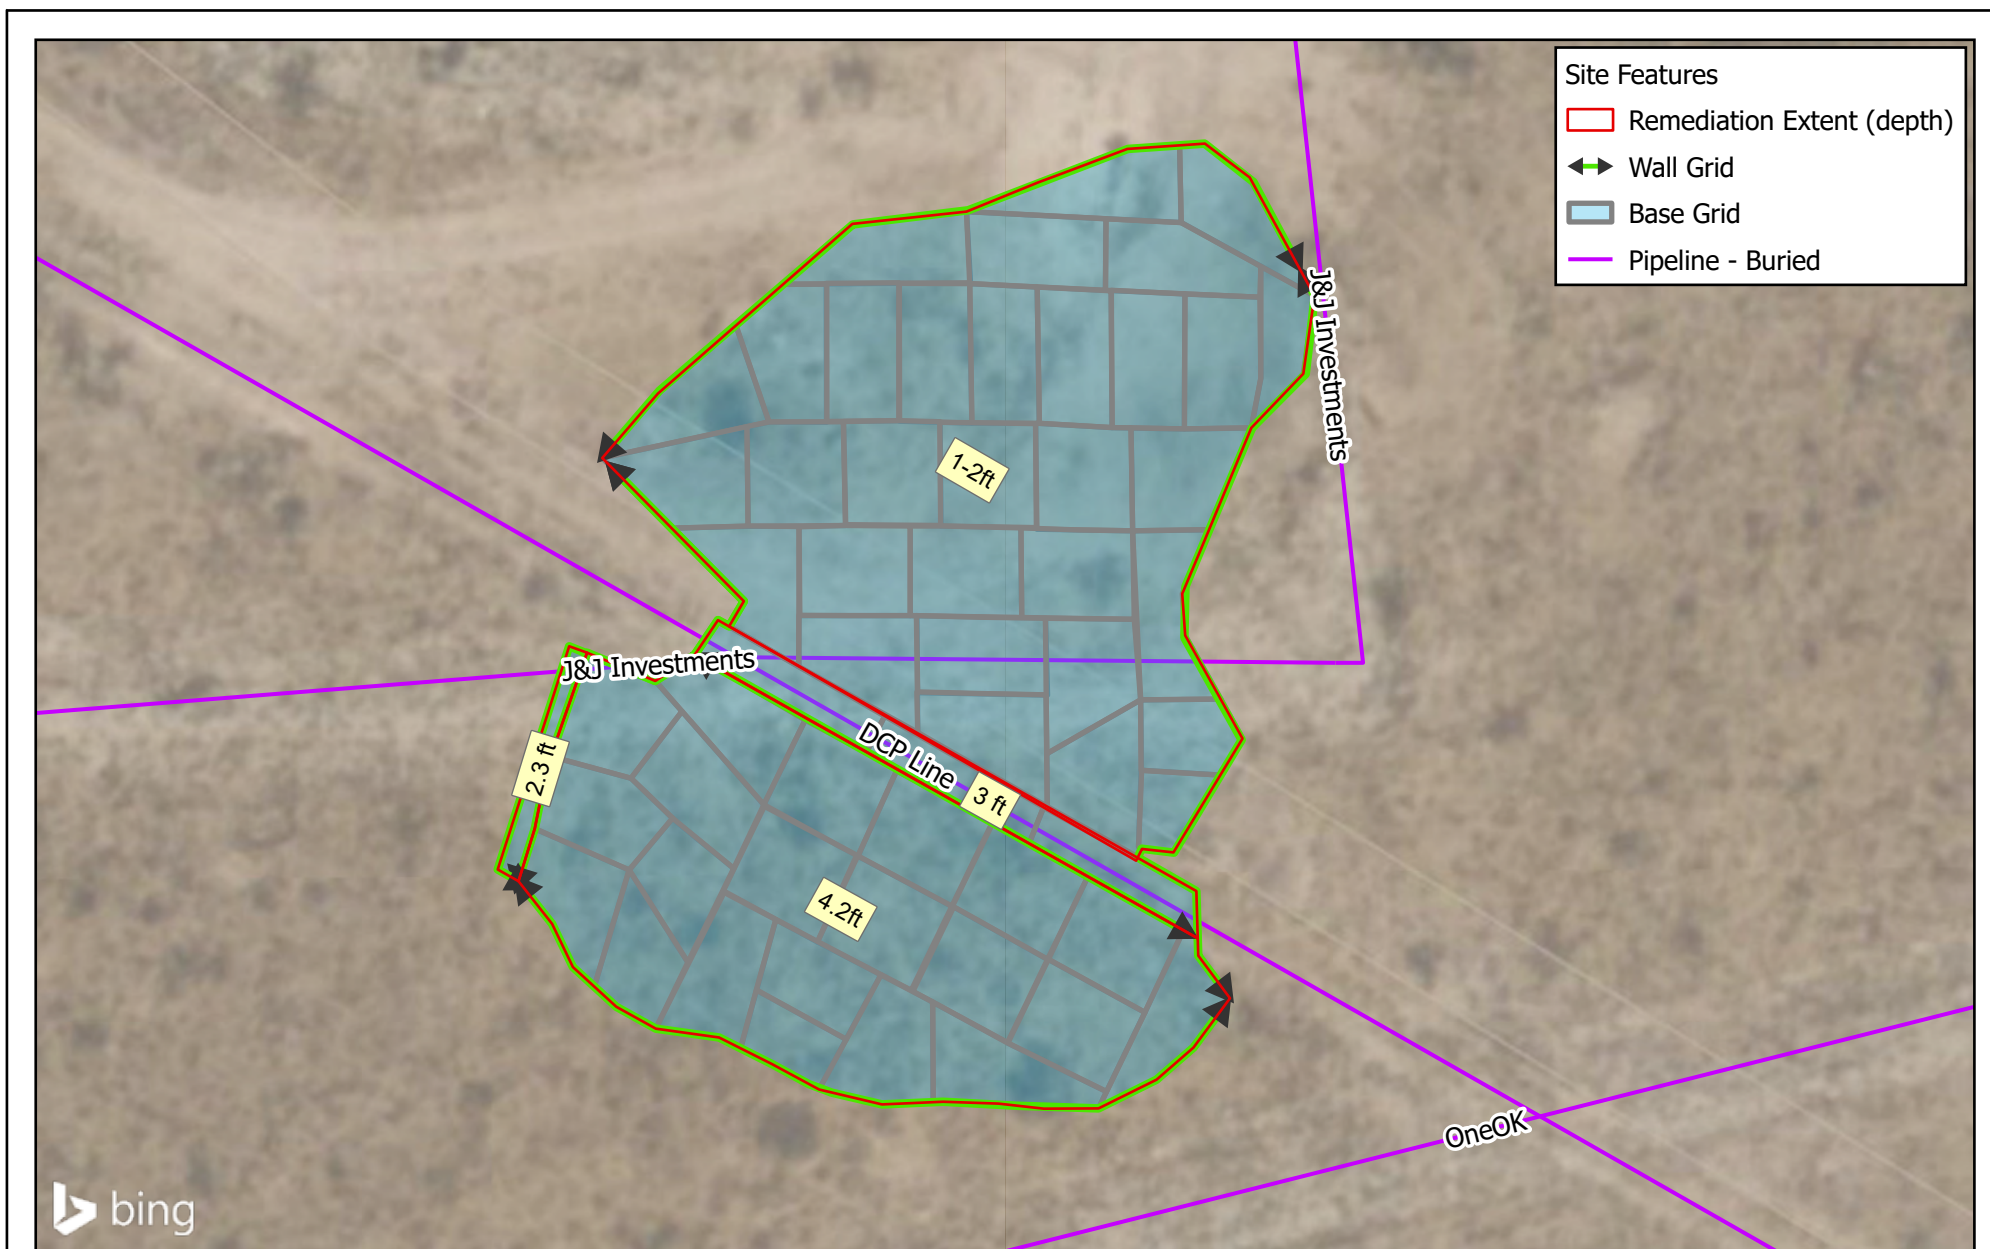 Site Features
Remediation Extent (depth)
Wall Grid
Base Grid
Pipeline - Buried
J&J Investments
1-2ft
J&J Investments
2.3 ft
DCP Line
3 ft
4.2ft
OneOK
bing